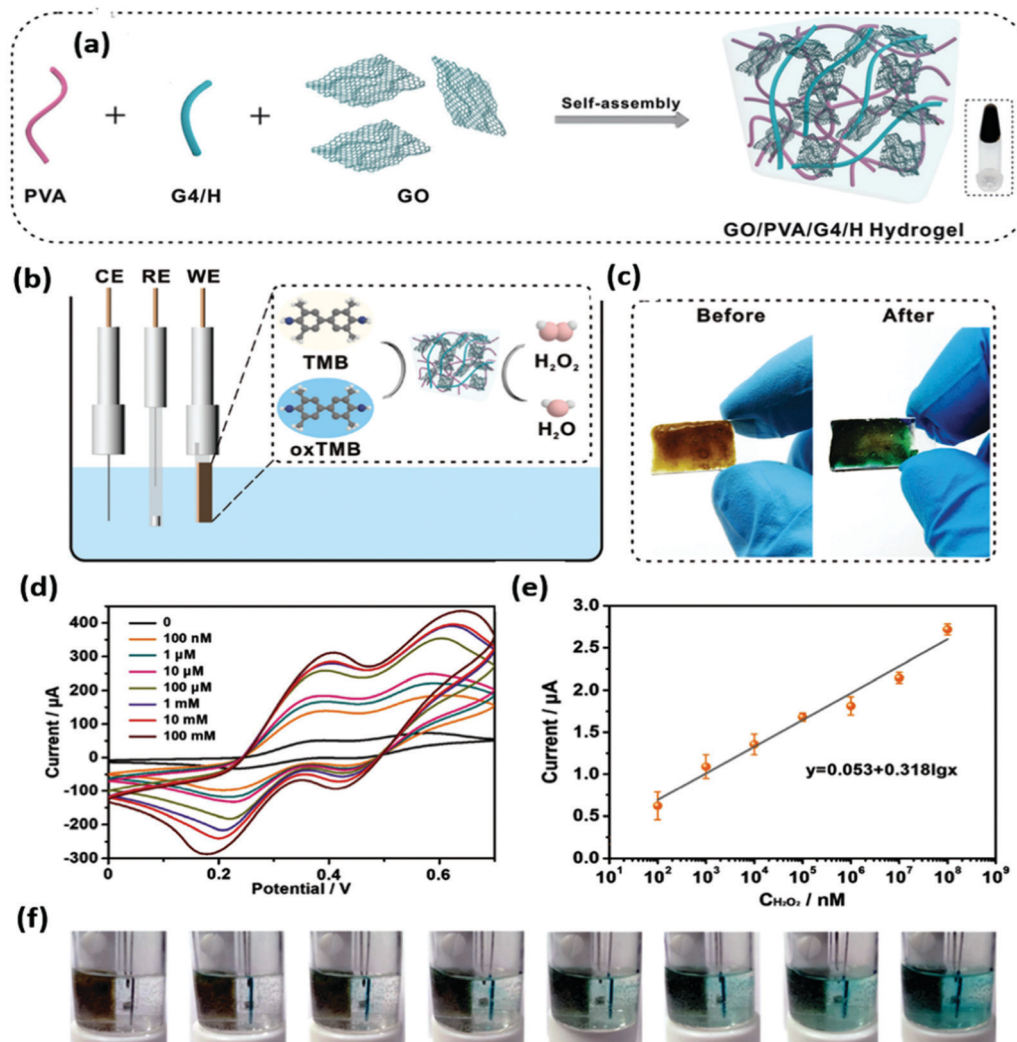 (a)
PVA
+
G4/H
+
GO
Self-assembly
GO/PVA/G4/H Hydrogel
(b)
CE RE WE
TMB
oxTMB
H₂O₂
H₂O
(c)
Before
After
(d)
Current / μA
400
300
200
100
0
-100
-200
-300
0
100 nM
1 μM
10 μM
100 μM
1 mM
10 mM
100 mM
0.0 0.2 0.4 0.6
Potential / V
(e)
Current / μA
3.0
2.5
2.0
1.5
1.0
0.5
0.0
y=0.053+0.318lgx
10¹ 10² 10³ 10⁴ 10⁵ 10⁶ 10⁷ 10⁸ 10⁹
C_H₂O₂ / nM
(f)